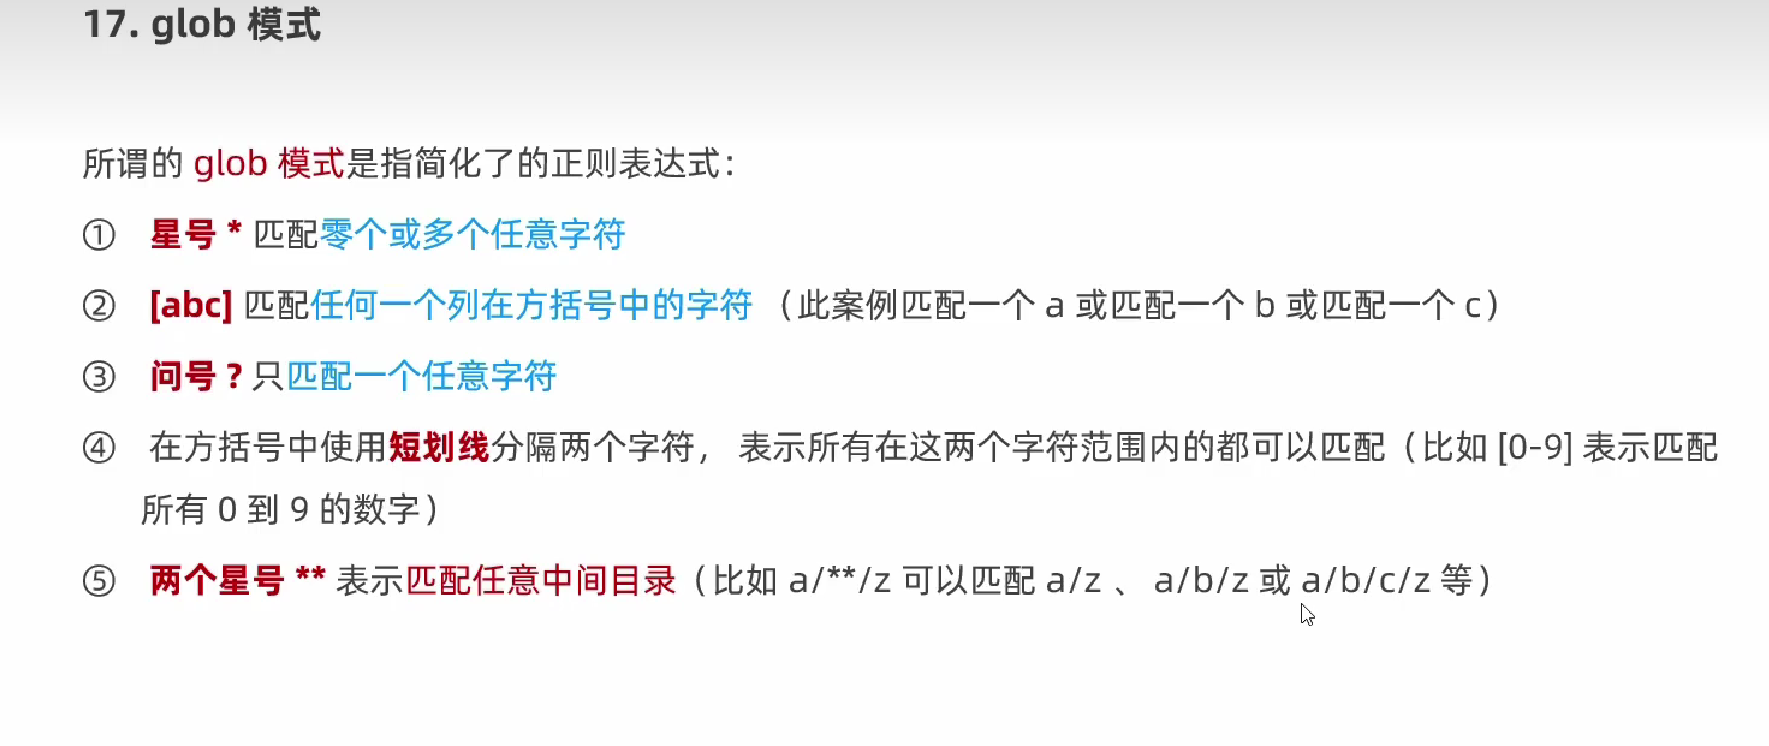 17. glob 模式
所谓的 glob 模式是指简化了的正则表达式：
① 星号 * 匹配零个或多个任意字符
② [abc] 匹配任何一个列在方括号中的字符 （此案例匹配一个 a 或匹配一个 b 或匹配一个 c）
③ 问号 ? 只匹配一个任意字符
④ 在方括号中使用短划线分隔两个字符， 表示所有在这两个字符范围内的都可以匹配（比如 [0-9] 表示匹配
所有 0 到 9 的数字）
⑤ 两个星号 ** 表示匹配任意中间目录（比如 a/**/z 可以匹配 a/z 、 a/b/z 或 a/b/c/z 等）